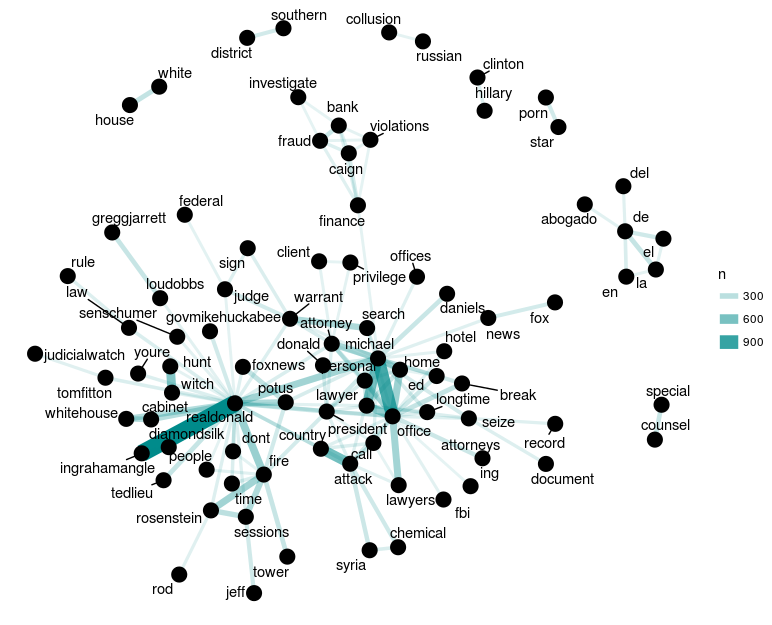 southern
collusion
district
russian
clinton
white
investigate
hillary
bank
porn
house
violations
fraud
star
caign
del
federal
abogado
de
greggjarrett
finance
el
client
offices
rule
sign
la
n
loudobbs
privilege
en
law
judge
warrant
300
senschumer
govmikehuckabee
search
daniels
600
attorney
news
fox
hotel
900
judicialwatch
youre
donald
michael
hunt
foxnews
ersonal
home
tomfitton
witch
potus
ed
break
lawyer
longtime
special
whitehouse
cabinet
realdonald
president
office
seize
counsel
diamondsilk
dont
country
record
people
fire
call
attorneys
ingrahamangle
attack
ing
document
tedlieu
time
lawyers
fbi
rosenstein
sessions
chemical
syria
tower
rod
jeff